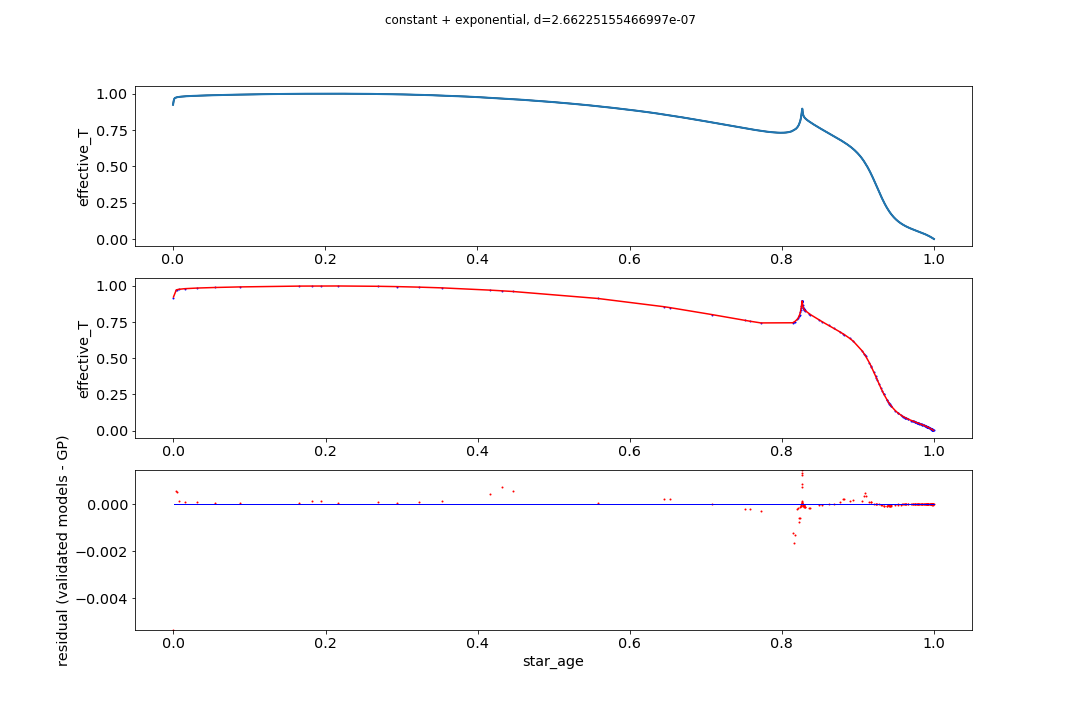 constant + exponential, d=2.66225155466997e-07
effective_T
1.00
0.75
0.50
0.25
0.00
0.0 0.2 0.4 0.6 0.8 1.0
effective_T
1.00
0.75
0.50
0.25
0.00
0.0 0.2 0.4 0.6 0.8 1.0
residual (validated models - GP)
0.000
−0.002
−0.004
0.0 0.2 0.4 0.6 0.8 1.0
star_age